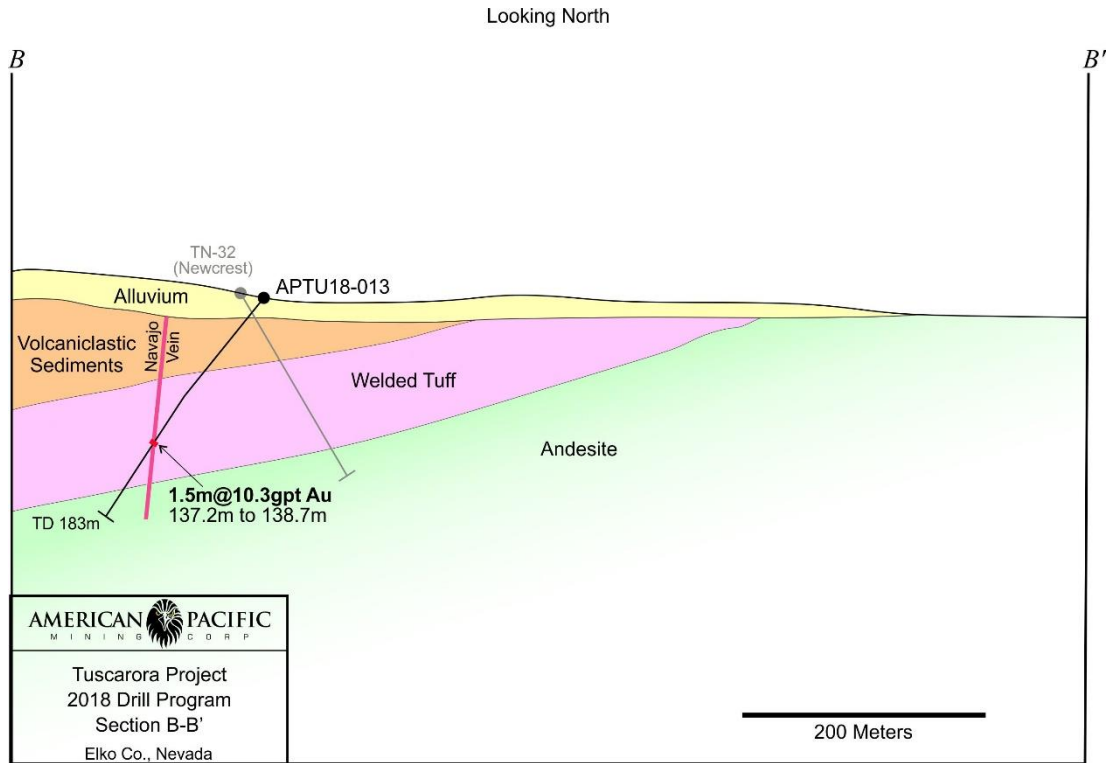 Looking North
B
B'
TN-32
(Newcrest)
APTU18-013
Alluvium
Volcaniclastic
Sediments
Navajo
Vein
Welded Tuff
Andesite
1.5m@10.3gpt Au
137.2m to 138.7m
TD 183m
AMERICAN PACIFIC
MINING CORP
Tuscarora Project
2018 Drill Program
Section B-B'
Elko Co., Nevada
200 Meters